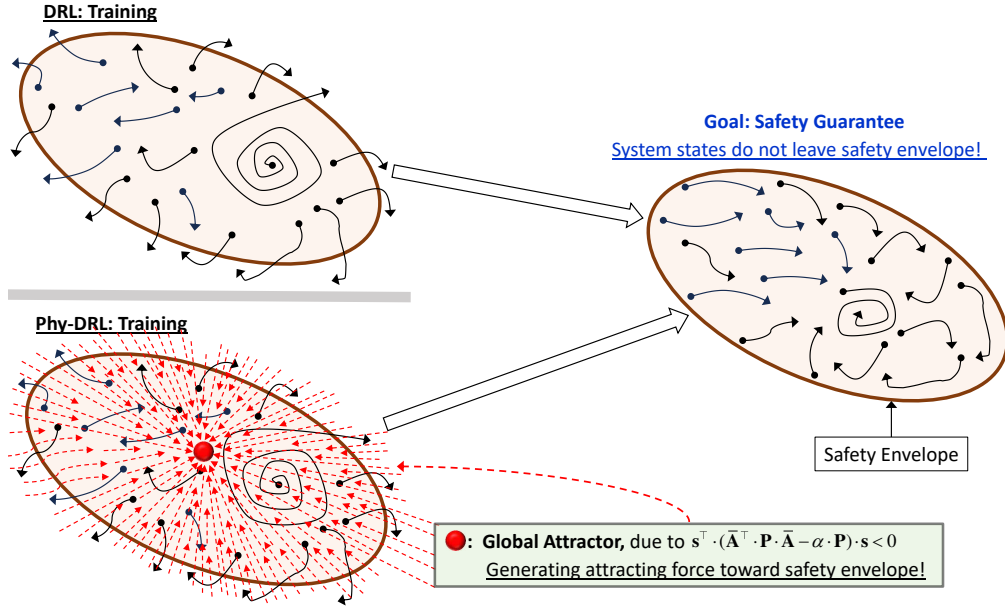 DRL: Training
Goal: Safety Guarantee
System states do not leave safety envelope!
Phy-DRL: Training
Safety Envelope
: Global Attractor, due to s⊤ · (Ā⊤ · P · Ā − α · P) · s < 0
Generating attracting force toward safety envelope!